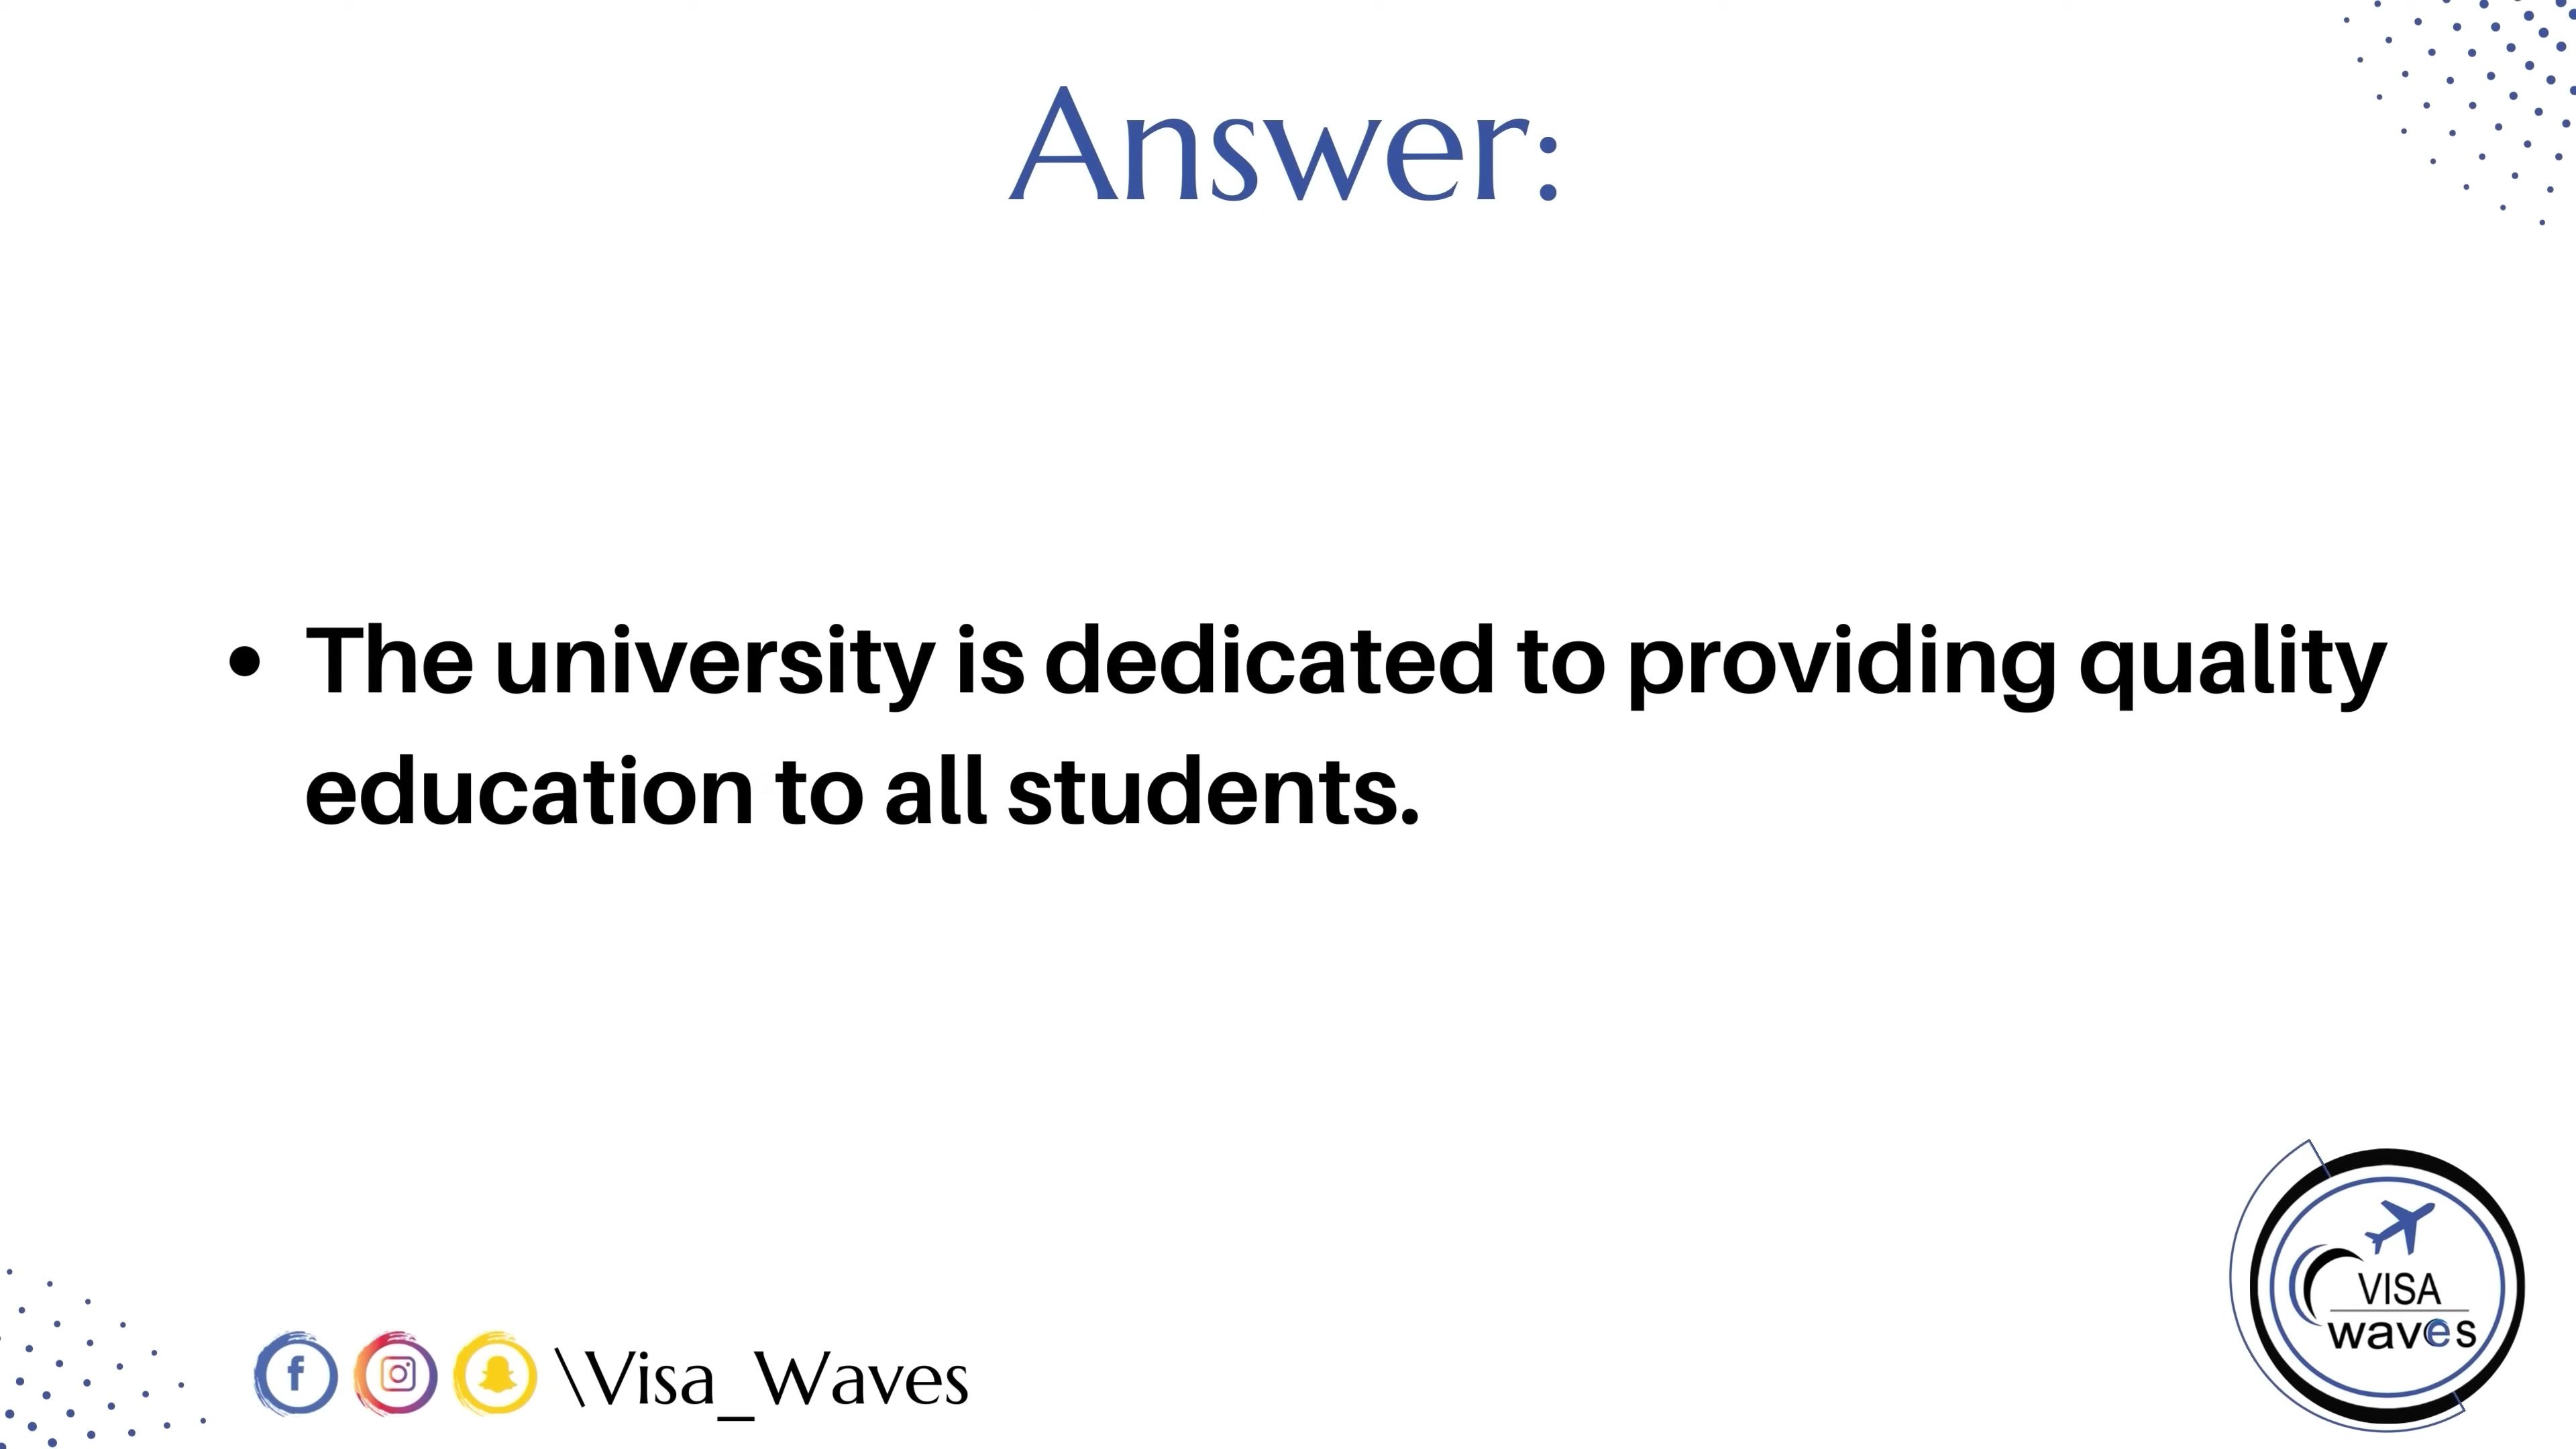 Answer:
• The university is dedicated to providing quality
education to all students.
\Visa_Waves
VISA
waves